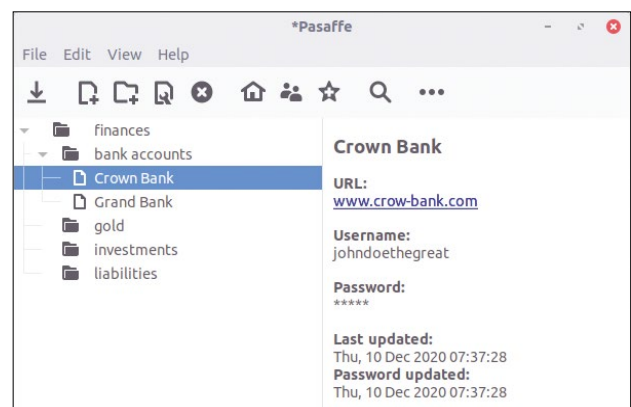 *Pasaffe
File Edit View Help
finances
bank accounts
Crown Bank
Grand Bank
gold
investments
liabilities
Crown Bank
URL:
www.crow-bank.com
Username:
johndoethegreat
Password:
*****
Last updated:
Thu, 10 Dec 2020 07:37:28
Password updated:
Thu, 10 Dec 2020 07:37:28